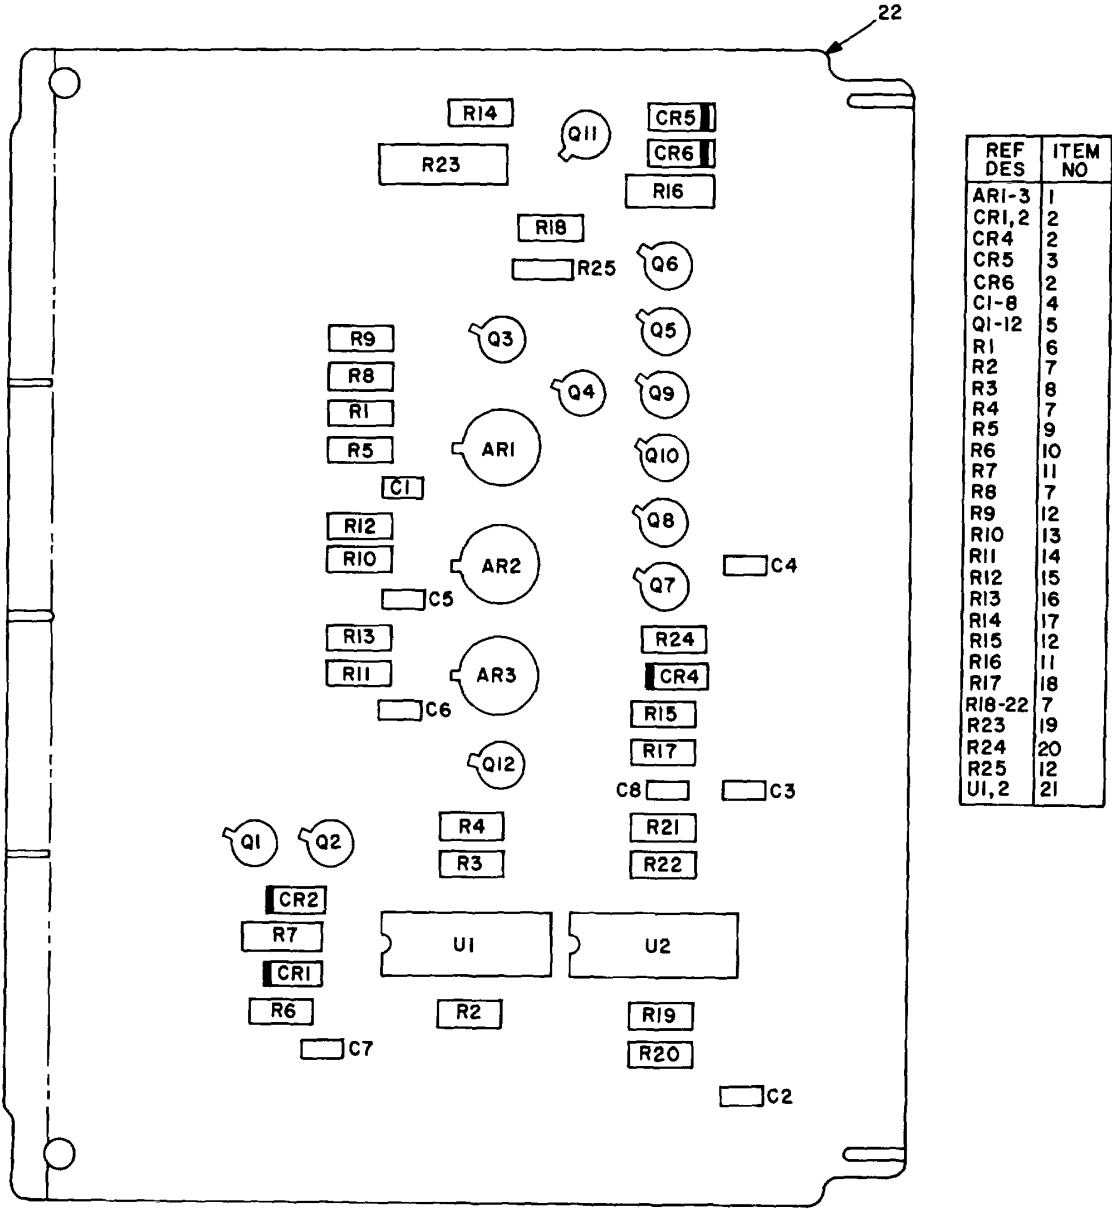 22
R14
Q11
CR5
R23
CR6
R16
R18
R25
Q6
Q3
Q5
R9
R8
Q4
Q9
R1
R5
AR1
Q10
C1
R12
Q8
R10
AR2
C4
C5
Q7
R13
R24
R11
AR3
CR4
C6
R15
R17
Q12
C8
C3
R4
R21
Q1
Q2
R3
R22
CR2
R7
U1
U2
CR1
R6
R2
R19
C7
R20
C2
REF DES ITEM NO
AR1-3 1
CR1,2 2
CR4 2
CR5 3
CR6 2
C1-8 4
Q1-12 5
R1 6
R2 7
R3 8
R4 7
R5 9
R6 10
R7 11
R8 7
R9 12
R10 13
R11 14
R12 15
R13 16
R14 17
R15 12
R16 11
R17 18
R18-22 7
R23 19
R24 20
R25 12
U1,2 21